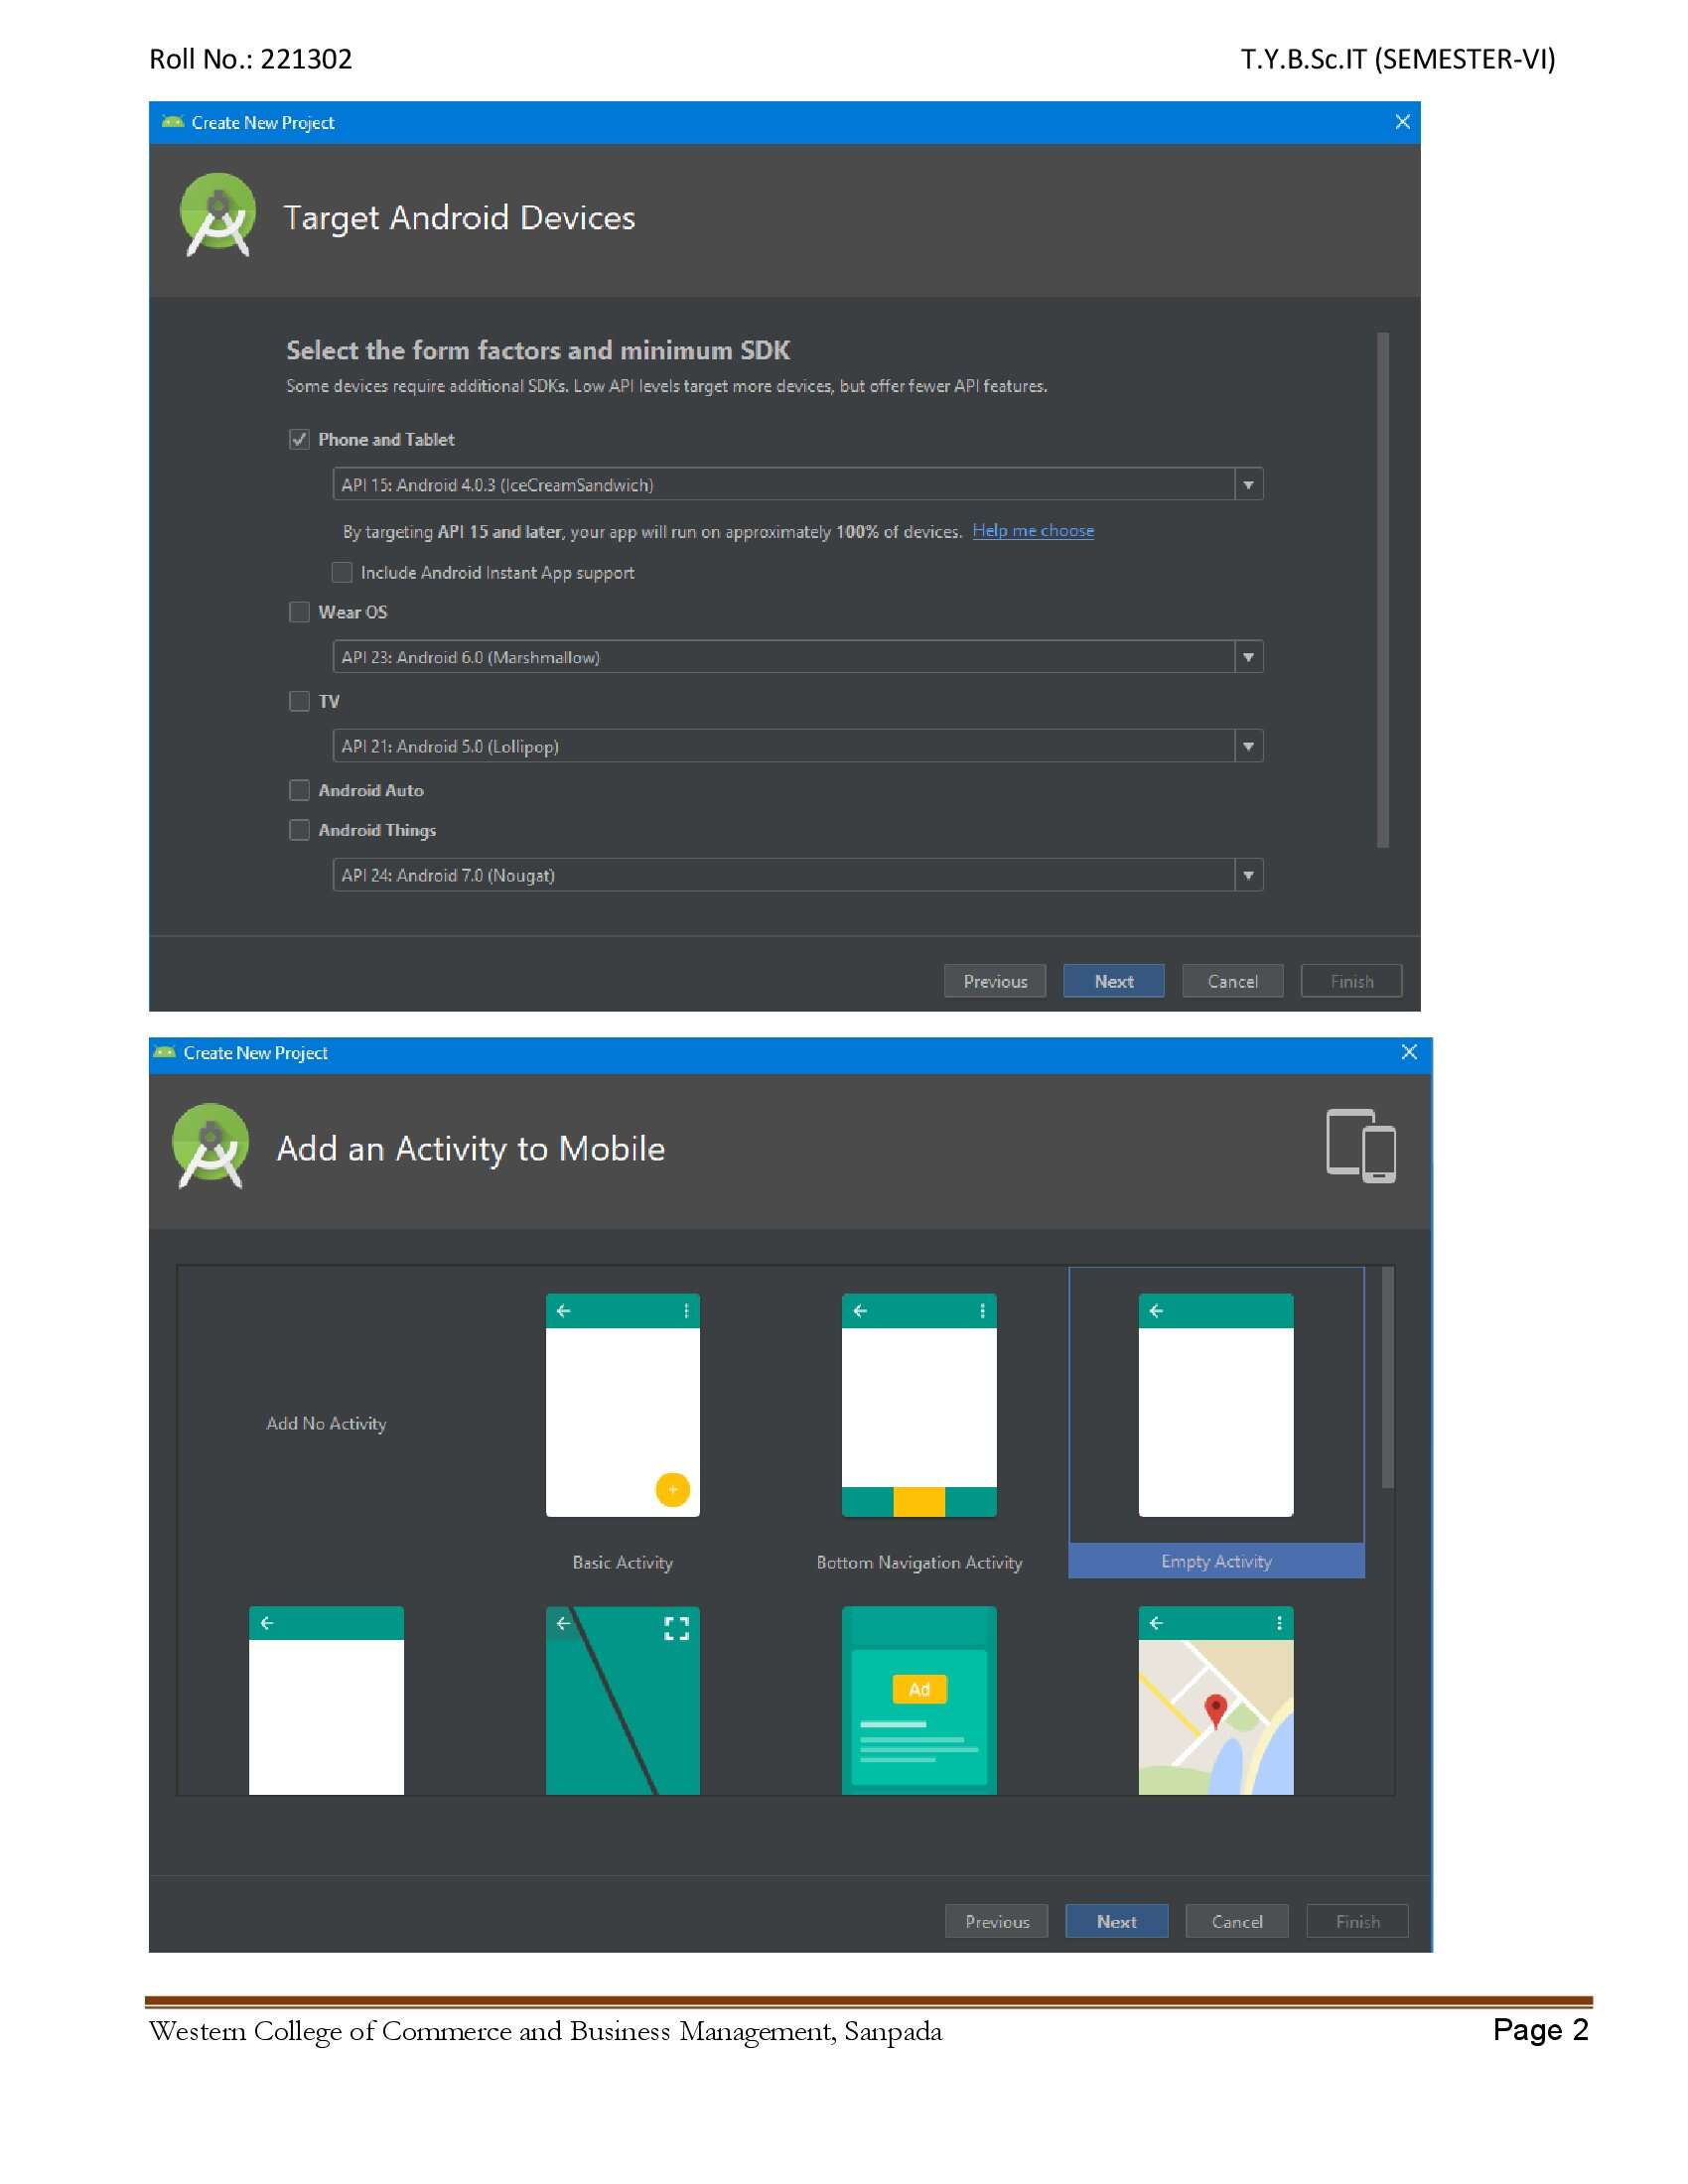 Roll No.: 221302 T.Y.B.Sc.IT (SEMESTER-VI)
Create New Project
Target Android Devices
Select the form factors and minimum SDK
Some devices require additional SDKs. Low API levels target more devices, but offer fewer API features.
Phone and Tablet
API 15: Android 4.0.3 (IceCreamSandwich)
By targeting API 15 and later, your app will run on approximately 100% of devices. Help me choose
Include Android Instant App support
Wear OS
API 23: Android 6.0 (Marshmallow)
TV
API 21: Android 5.0 (Lollipop)
Android Auto
Android Things
API 24: Android 7.0 (Nougat)
Previous Next Cancel Finish
Create New Project
Add an Activity to Mobile
Add No Activity
Basic Activity Bottom Navigation Activity Empty Activity
Ad
Previous Next Cancel Finish
Western College of Commerce and Business Management, Sanpada Page 2